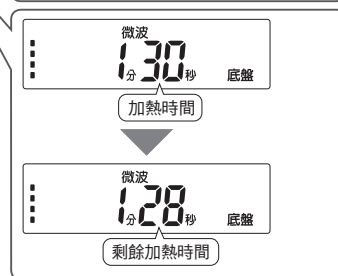 微波
1分30秒 底盤
加熱時間
微波
1分28秒 底盤
剩餘加熱時間